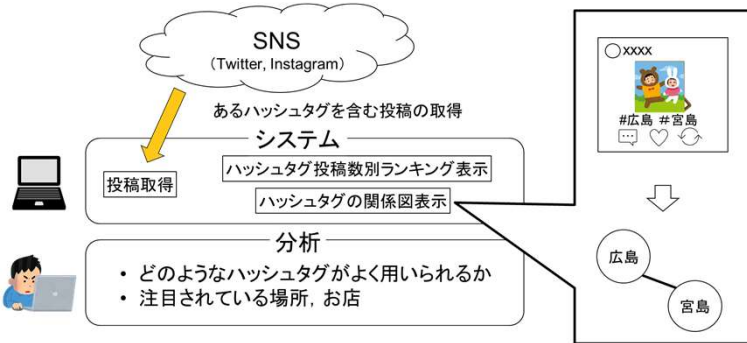 SNS
（Twitter, Instagram）
あるハッシュタグを含む投稿の取得
システム
投稿取得
ハッシュタグ投稿数別ランキング表示
ハッシュタグの関係図表示
分析
• どのようなハッシュタグがよく用いられるか
• 注目されている場所，お店
xxxx
#広島 #宮島
広島
宮島